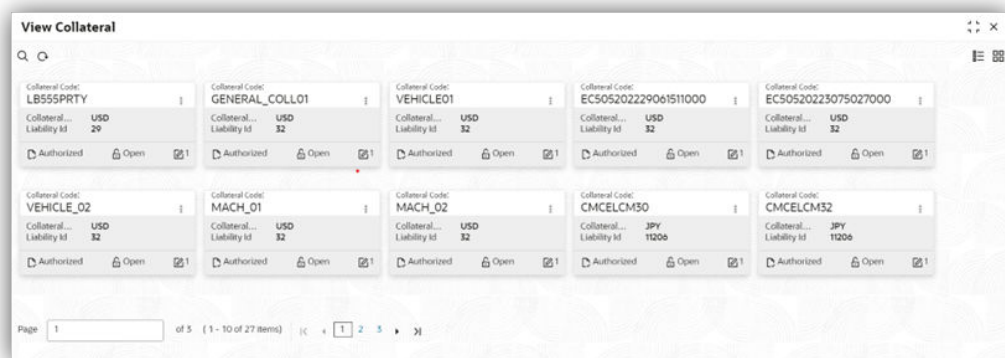 View Collateral
Collateral Code:
LB555PRTY
Collateral... USD
Liability Id 29
Authorized Open 1
Collateral Code:
GENERAL_COLL01
Collateral... USD
Liability Id 32
Authorized Open 1
Collateral Code:
VEHICLE01
Collateral... USD
Liability Id 32
Authorized Open 1
Collateral Code:
EC505202229061511000
Collateral... USD
Liability Id 32
Authorized Open 1
Collateral Code:
EC50520223075027000
Collateral... USD
Liability Id 32
Authorized Open 1
Collateral Code:
VEHICLE_02
Collateral... USD
Liability Id 32
Authorized Open 1
Collateral Code:
MACH_01
Collateral... USD
Liability Id 32
Authorized Open 1
Collateral Code:
MACH_02
Collateral... USD
Liability Id 32
Authorized Open 1
Collateral Code:
CMCELCM30
Collateral... JPY
Liability Id 11206
Authorized Open 1
Collateral Code:
CMCELCM32
Collateral... JPY
Liability Id 11206
Authorized Open 1
Page 1 of 3 (1 - 10 of 27 items) 1 2 3